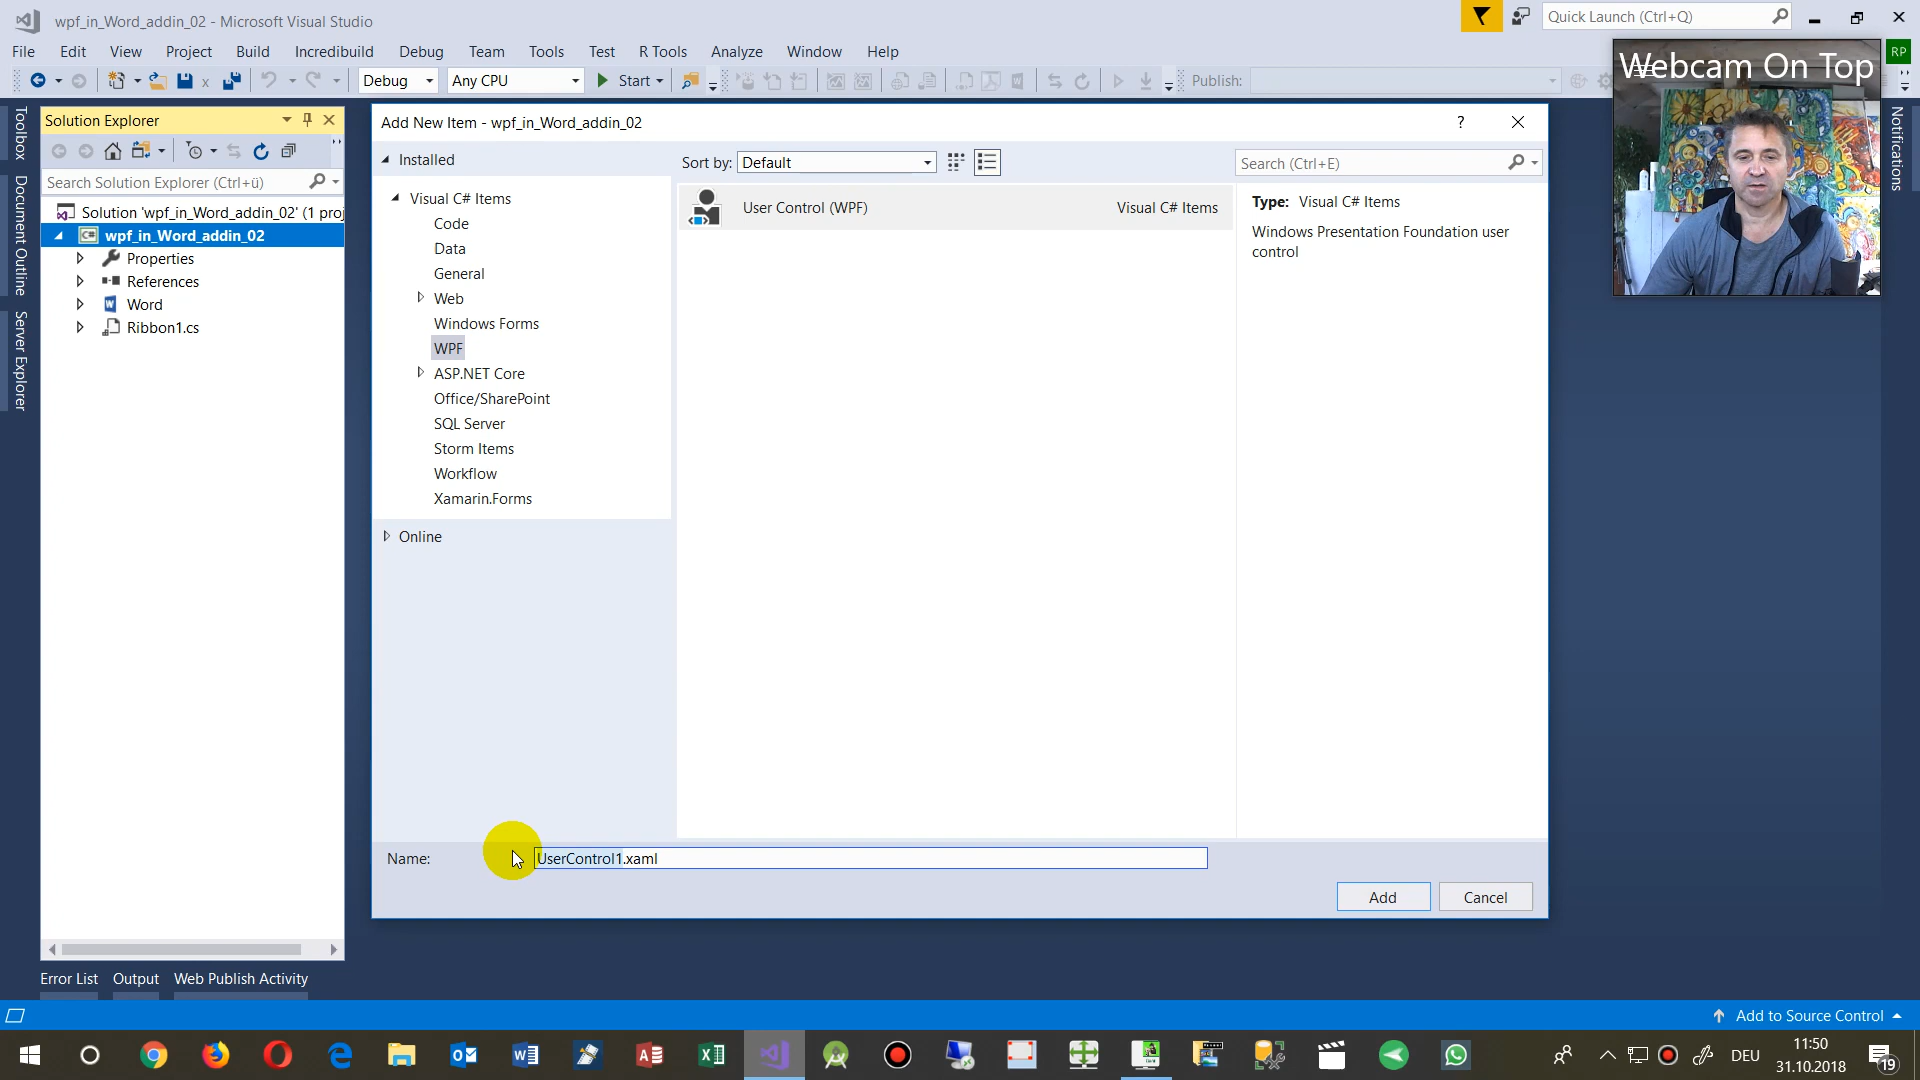 wpf_in_Word_addin_02 - Microsoft Visual Studio
Quick Launch (Ctrl+Q)
File Edit View Project Build Incredibuild Debug Team Tools Test R Tools Analyze Window Help
RP
Debug Any CPU Start Publish:
Webcam On Top
Toolbox
Document Outline
Server Explorer
Notifications
Solution Explorer
Search Solution Explorer (Ctrl+ü)
Solution 'wpf_in_Word_addin_02' (1 proj
wpf_in_Word_addin_02
Properties
References
Word
Ribbon1.cs
Add New Item - wpf_in_Word_addin_02
?
Installed
Sort by: Default
Search (Ctrl+E)
Visual C# Items
Code
Data
General
Web
Windows Forms
WPF
ASP.NET Core
Office/SharePoint
SQL Server
Storm Items
Workflow
Xamarin.Forms
Online
User Control (WPF) Visual C# Items
Type: Visual C# Items
Windows Presentation Foundation user
control
Name: UserControl1.xaml
Add Cancel
Error List Output Web Publish Activity
Add to Source Control
DEU
11:50
31.10.2018
19